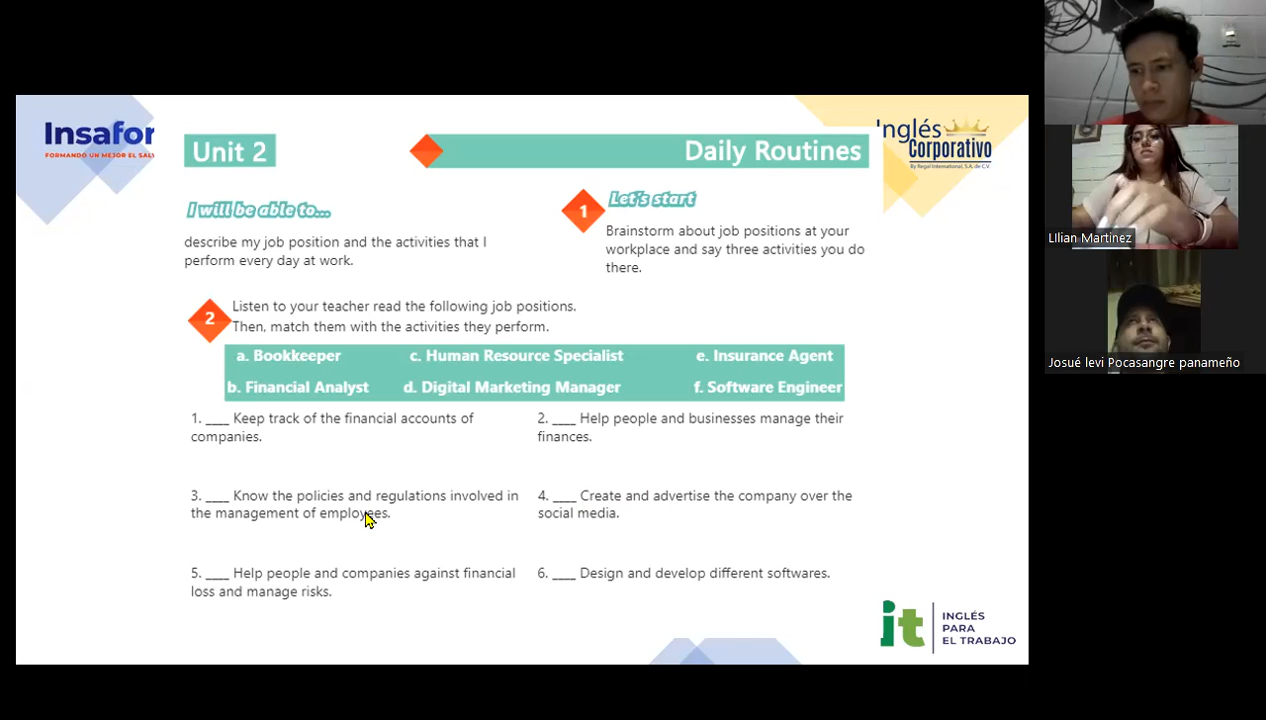 Insafor
FORMANDO UN MEJOR EL SALV
Unit 2
Daily Routines
Inglés
Corporativo
By Regal International, S.A. de C.V.
I will be able to...
describe my job position and the activities that I
perform every day at work.
1
Let's start
Brainstorm about job positions at your
workplace and say three activities you do
there.
2
Listen to your teacher read the following job positions.
Then, match them with the activities they perform.
a. Bookkeeper c. Human Resource Specialist e. Insurance Agent
b. Financial Analyst d. Digital Marketing Manager f. Software Engineer
1. ____ Keep track of the financial accounts of
companies.
2. ____ Help people and businesses manage their
finances.
3. ____ Know the policies and regulations involved in
the management of employees.
4. ____ Create and advertise the company over the
social media.
5. ____ Help people and companies against financial
loss and manage risks.
6. ____ Design and develop different softwares.
it
INGLÉS
PARA
EL TRABAJO
LIlian Martinez
Josué levi Pocasangre panameño